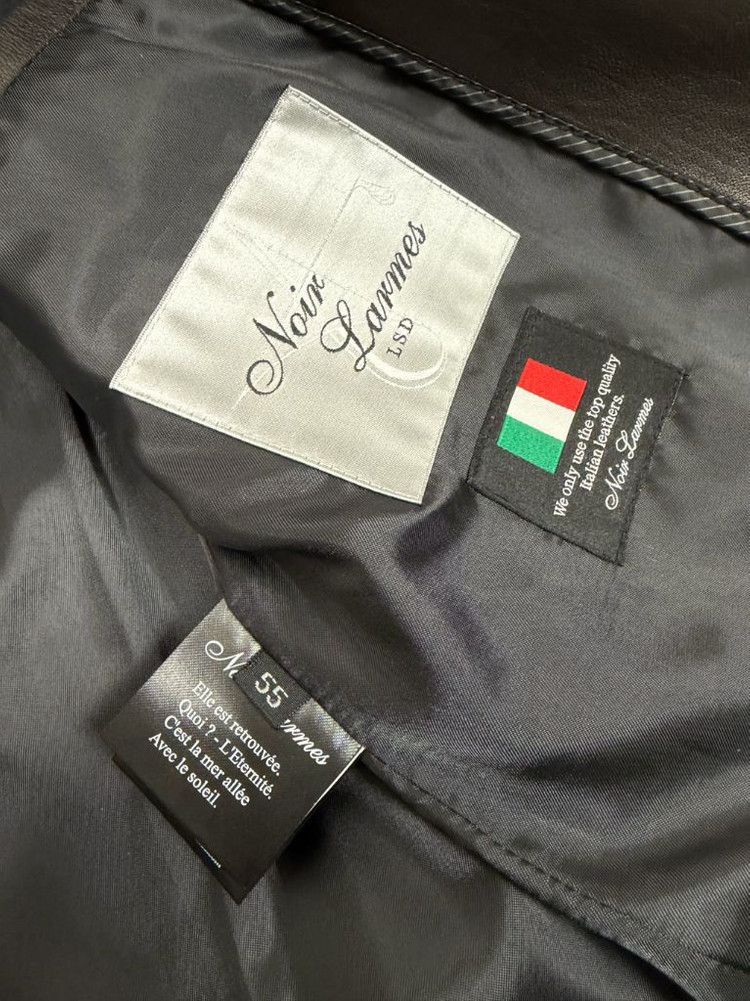 Noir
Larmes
LSD
We only use the top quality
Italian leathers.
Noir Larmes
55
Elle est retrouvée.
Quoi ? - L'Eternité.
C'est la mer allée
Avec le soleil.